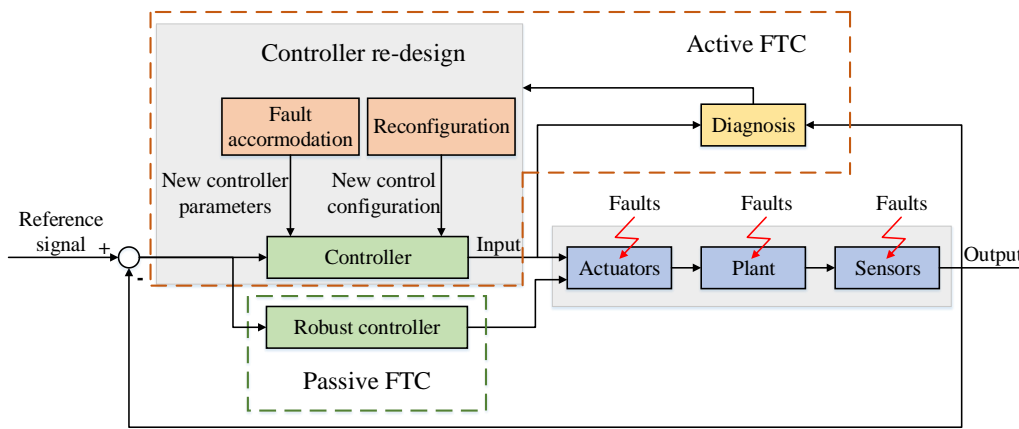 Controller re-design
Active FTC
Fault
accormodation
Reconfiguration
Diagnosis
New controller
parameters
New control
configuration
Faults
Faults
Faults
Reference
signal
+
-
Controller
Input
Actuators
Plant
Sensors
Output
Robust controller
Passive FTC